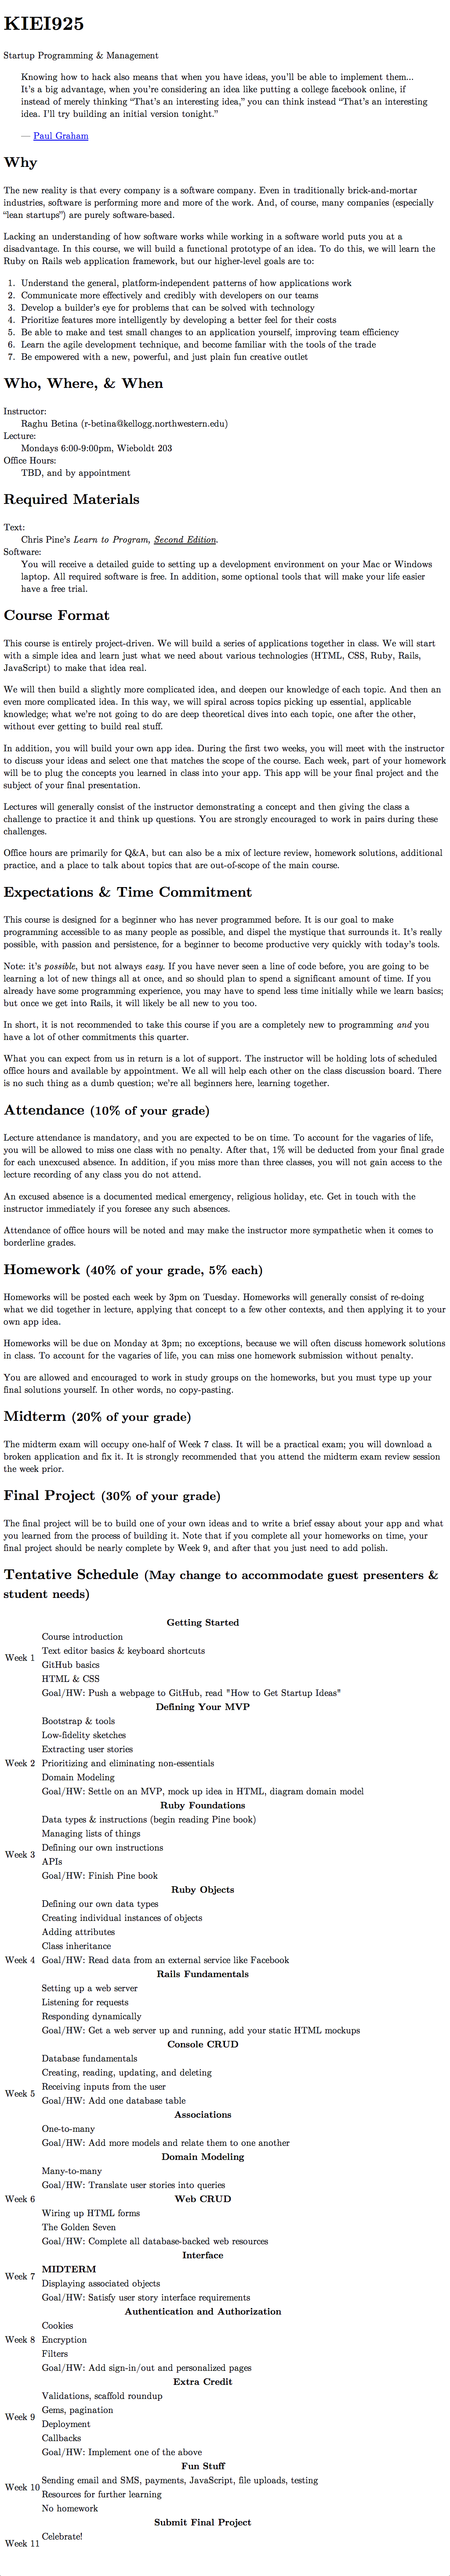 KIEI925
Startup Programming & Management
Knowing how to hack also means that when you have ideas, you'll be able to implement them...
It's a big advantage, when you're considering an idea like putting a college facebook online, if
instead of merely thinking “That's an interesting idea,” you can think instead “That's an interesting
idea. I'll try building an initial version tonight.”
— Paul Graham
Why
The new reality is that every company is a software company. Even in traditionally brick-and-mortar
industries, software is performing more and more of the work. And, of course, many companies (especially
“lean startups”) are purely software-based.
Lacking an understanding of how software works while working in a software world puts you at a
disadvantage. In this course, we will build a functional prototype of an idea. To do this, we will learn the
Ruby on Rails web application framework, but our higher-level goals are to:
1. Understand the general, platform-independent patterns of how applications work
2. Communicate more effectively and credibly with developers on our teams
3. Develop a builder's eye for problems that can be solved with technology
4. Prioritize features more intelligently by developing a better feel for their costs
5. Be able to make and test small changes to an application yourself, improving team efficiency
6. Learn the agile development technique, and become familiar with the tools of the trade
7. Be empowered with a new, powerful, and just plain fun creative outlet
Who, Where, & When
Instructor:
Raghu Betina (r-betina@kellogg.northwestern.edu)
Lecture:
Mondays 6:00-9:00pm, Wieboldt 203
Office Hours:
TBD, and by appointment
Required Materials
Text:
Chris Pine's Learn to Program, Second Edition.
Software:
You will receive a detailed guide to setting up a development environment on your Mac or Windows
laptop. All required software is free. In addition, some optional tools that will make your life easier
have a free trial.
Course Format
This course is entirely project-driven. We will build a series of applications together in class. We will start
with a simple idea and learn just what we need about various technologies (HTML, CSS, Ruby, Rails,
JavaScript) to make that idea real.
We will then build a slightly more complicated idea, and deepen our knowledge of each topic. And then an
even more complicated idea. In this way, we will spiral across topics picking up essential, applicable
knowledge; what we're not going to do are deep theoretical dives into each topic, one after the other,
without ever getting to build real stuff.
In addition, you will build your own app idea. During the first two weeks, you will meet with the instructor
to discuss your ideas and select one that matches the scope of the course. Each week, part of your homework
will be to plug the concepts you learned in class into your app. This app will be your final project and the
subject of your final presentation.
Lectures will generally consist of the instructor demonstrating a concept and then giving the class a
challenge to practice it and think up questions. You are strongly encouraged to work in pairs during these
challenges.
Office hours are primarily for Q&A, but can also be a mix of lecture review, homework solutions, additional
practice, and a place to talk about topics that are out-of-scope of the main course.
Expectations & Time Commitment
This course is designed for a beginner who has never programmed before. It is our goal to make
programming accessible to as many people as possible, and dispel the mystique that surrounds it. It's really
possible, with passion and persistence, for a beginner to become productive very quickly with today's tools.
Note: it's possible, but not always easy. If you have never seen a line of code before, you are going to be
learning a lot of new things all at once, and so should plan to spend a significant amount of time. If you
already have some programming experience, you may have to spend less time initially while we learn basics;
but once we get into Rails, it will likely be all new to you too.
In short, it is not recommended to take this course if you are a completely new to programming and you
have a lot of other commitments this quarter.
What you can expect from us in return is a lot of support. The instructor will be holding lots of scheduled
office hours and available by appointment. We all will help each other on the class discussion board. There
is no such thing as a dumb question; we're all beginners here, learning together.
Attendance (10% of your grade)
Lecture attendance is mandatory, and you are expected to be on time. To account for the vagaries of life,
you will be allowed to miss one class with no penalty. After that, 1% will be deducted from your final grade
for each unexcused absence. In addition, if you miss more than three classes, you will not gain access to the
lecture recording of any class you do not attend.
An excused absence is a documented medical emergency, religious holiday, etc. Get in touch with the
instructor immediately if you foresee any such absences.
Attendance of office hours will be noted and may make the instructor more sympathetic when it comes to
borderline grades.
Homework (40% of your grade, 5% each)
Homeworks will be posted each week by 3pm on Tuesday. Homeworks will generally consist of re-doing
what we did together in lecture, applying that concept to a few other contexts, and then applying it to your
own app idea.
Homeworks will be due on Monday at 3pm; no exceptions, because we will often discuss homework solutions
in class. To account for the vagaries of life, you can miss one homework submission without penalty.
You are allowed and encouraged to work in study groups on the homeworks, but you must type up your
final solutions yourself. In other words, no copy-pasting.
Midterm (20% of your grade)
The midterm exam will occupy one-half of Week 7 class. It will be a practical exam; you will download a
broken application and fix it. It is strongly recommended that you attend the midterm exam review session
the week prior.
Final Project (30% of your grade)
The final project will be to build one of your own ideas and to write a brief essay about your app and what
you learned from the process of building it. Note that if you complete all your homeworks on time, your
final project should be nearly complete by Week 9, and after that you just need to add polish.
Tentative Schedule (May change to accommodate guest presenters &
student needs)
Getting Started
Course introduction
Text editor basics & keyboard shortcuts
Week 1
GitHub basics
HTML & CSS
Goal/HW: Push a webpage to GitHub, read "How to Get Startup Ideas"
Defining Your MVP
Bootstrap & tools
Low-fidelity sketches
Extracting user stories
Week 2 Prioritizing and eliminating non-essentials
Domain Modeling
Goal/HW: Settle on an MVP, mock up idea in HTML, diagram domain model
Ruby Foundations
Data types & instructions (begin reading Pine book)
Managing lists of things
Week 3
Defining our own instructions
APIs
Goal/HW: Finish Pine book
Ruby Objects
Defining our own data types
Creating individual instances of objects
Adding attributes
Class inheritance
Week 4 Goal/HW: Read data from an external service like Facebook
Rails Fundamentals
Setting up a web server
Listening for requests
Responding dynamically
Goal/HW: Get a web server up and running, add your static HTML mockups
Console CRUD
Database fundamentals
Creating, reading, updating, and deleting
Week 5
Receiving inputs from the user
Goal/HW: Add one database table
Associations
One-to-many
Goal/HW: Add more models and relate them to one another
Domain Modeling
Many-to-many
Goal/HW: Translate user stories into queries
Week 6 Web CRUD
Wiring up HTML forms
The Golden Seven
Goal/HW: Complete all database-backed web resources
Interface
Week 7
MIDTERM
Displaying associated objects
Goal/HW: Satisfy user story interface requirements
Authentication and Authorization
Cookies
Week 8 Encryption
Filters
Goal/HW: Add sign-in/out and personalized pages
Extra Credit
Validations, scaffold roundup
Week 9
Gems, pagination
Deployment
Callbacks
Goal/HW: Implement one of the above
Fun Stuff
Week 10
Sending email and SMS, payments, JavaScript, file uploads, testing
Resources for further learning
No homework
Submit Final Project
Week 11
Celebrate!